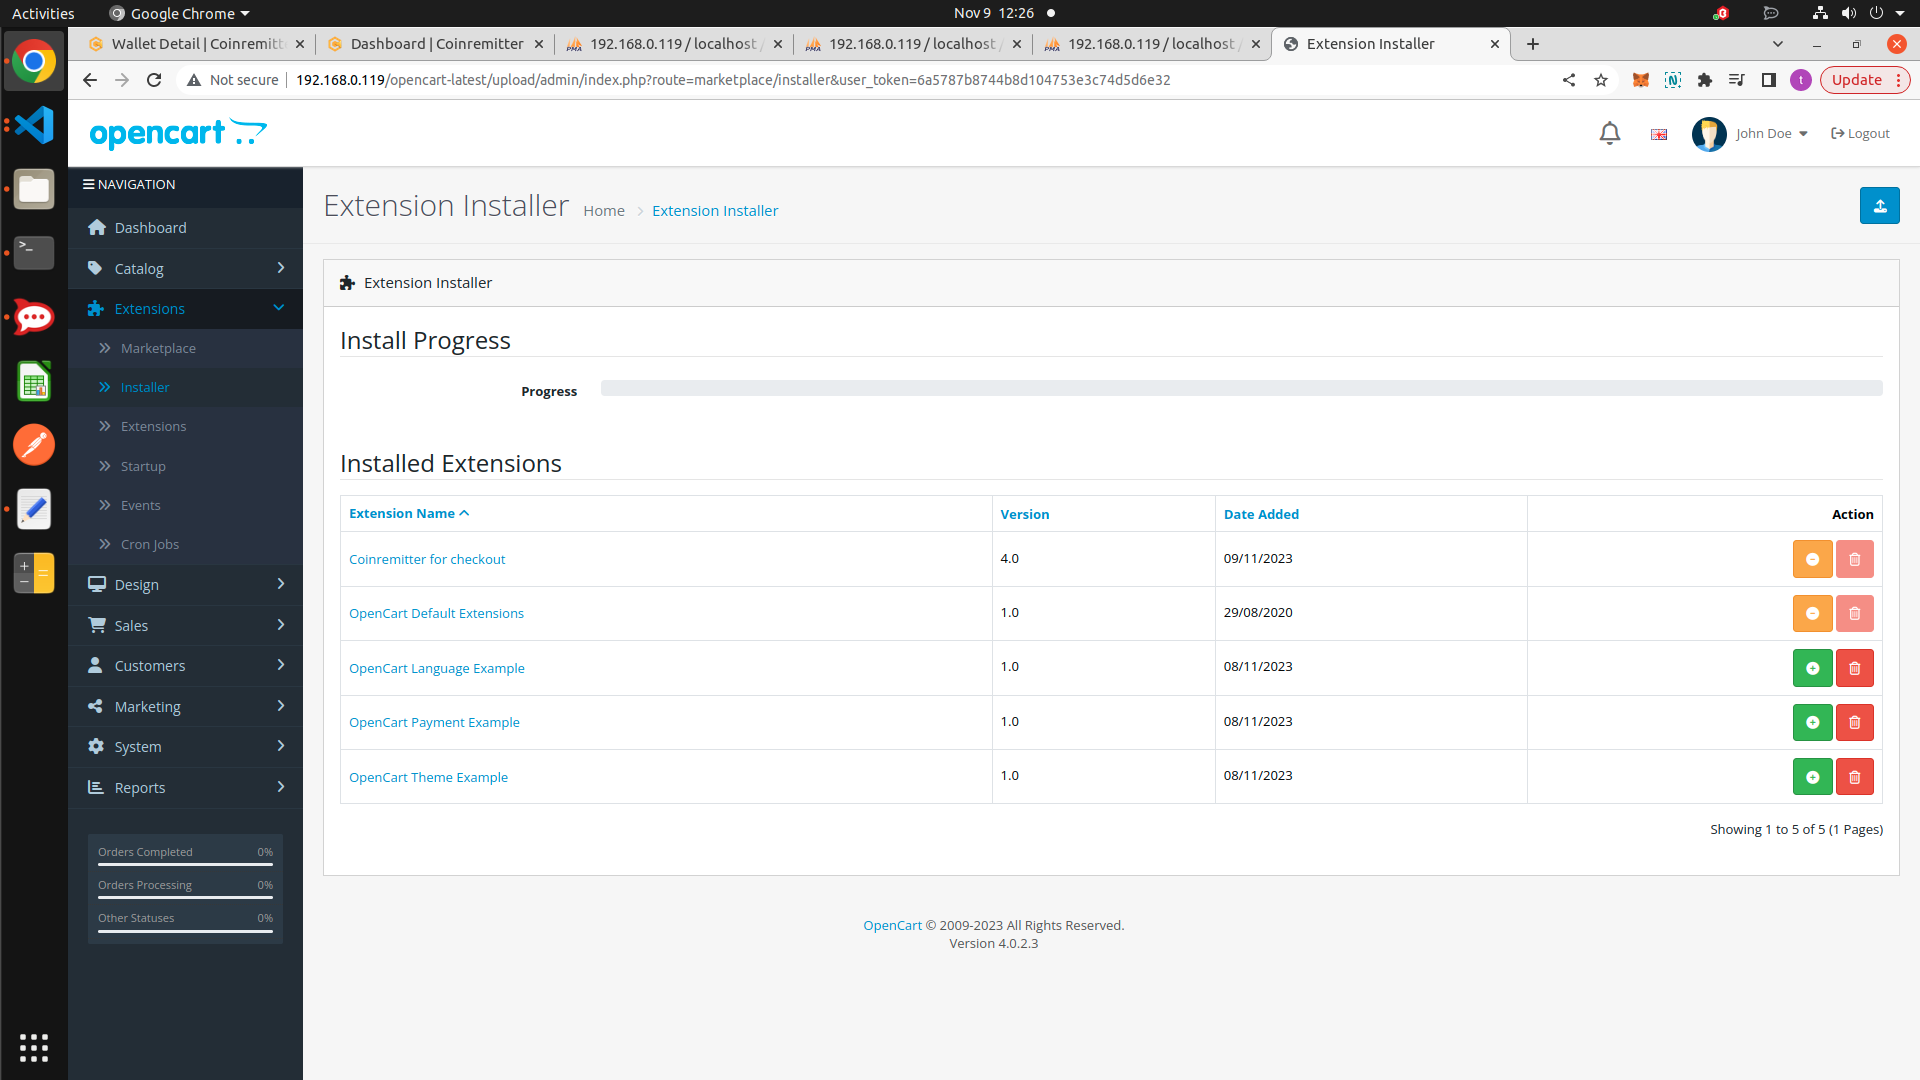 Activities
Google Chrome
Nov 9 12:26
Wallet Detail | Coinremitte
Dashboard | Coinremitter
192.168.0.119 / localhost /
192.168.0.119 / localhost /
192.168.0.119 / localhost /
Extension Installer
Not secure
192.168.0.119/opencart-latest/upload/admin/index.php?route=marketplace/installer&user_token=6a5787b8744b8d104753e3c74d5d6e32
t
Update
opencart
John Doe
Logout
NAVIGATION
Dashboard
Catalog
Extensions
Marketplace
Installer
Extensions
Startup
Events
Cron Jobs
Design
Sales
Customers
Marketing
System
Reports
Orders Completed 0%
Orders Processing 0%
Other Statuses 0%
Extension Installer
Home
Extension Installer
Extension Installer
Install Progress
Progress
Installed Extensions
Extension Name Version Date Added Action
Coinremitter for checkout 4.0 09/11/2023
OpenCart Default Extensions 1.0 29/08/2020
OpenCart Language Example 1.0 08/11/2023
OpenCart Payment Example 1.0 08/11/2023
OpenCart Theme Example 1.0 08/11/2023
Showing 1 to 5 of 5 (1 Pages)
OpenCart © 2009-2023 All Rights Reserved.
Version 4.0.2.3